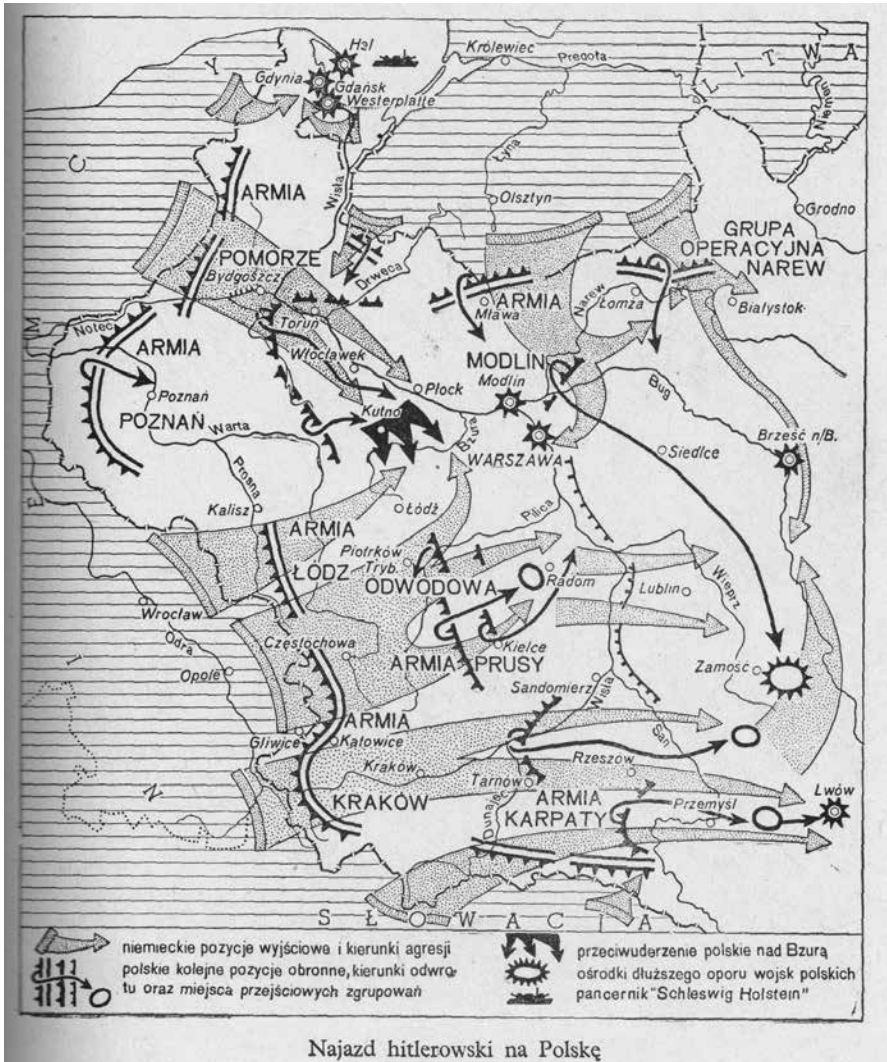 Hel
Królewiec
Pregoła
LITWA
Niemen
Gdynia
Gdańsk
Westerplatte
Łyna
Wisła
ARMIA
Olsztyn
Grodno
GRUPA
OPERACYJNA
NAREW
POMORZE
Bydgoszcz
Drwęca
ARMIA
Mława
Narew
Łomża
Białystok
Noteć
Toruń
ARMIA
Włocławek
MODLIN
Modlin
Płock
Bug
Poznań
POZNAŃ
Warta
Kutno
Bzura
WARSZAWA
Siedlce
Brześć n/B.
Prosna
Kalisz
Łódź
Pilica
ARMIA
ŁÓDZ
Piotrków
Tryb.
ODWODOWA
Radom
Lublin
Wieprz
Wrocław
Odra
Częstochowa
Kielce
ARMIA PRUSY
Opole
Sandomierz
Wisła
Zamość
ARMIA
Gliwice
Katowice
San
Kraków
Rzeszów
Tarnów
KRAKÓW
Dunajec
ARMIA
KARPATY
Przemyśl
Lwów
NIEMCY
SŁOWACJA
niemieckie pozycje wyjściowe i kierunki agresji
polskie kolejne pozycje obronne, kierunki odwro-
tu oraz miejsca przejściowych zgrupowań
przeciwuderzenie polskie nad Bzurą
ośrodki dłuższego oporu wojsk polskich
pancernik "Schleswig Holstein"
Najazd hitlerowski na Polskę